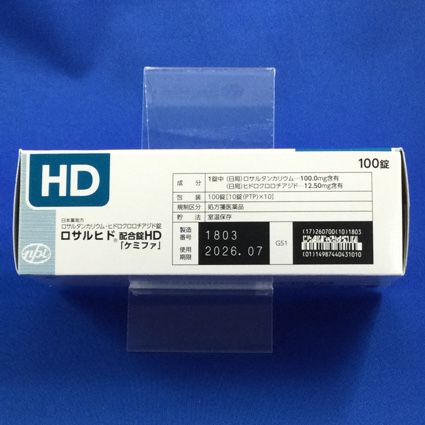 HD
100錠
日本薬局方
ロサルタンカリウム・ヒドロクロロチアジド錠
ロサルヒド® 配合錠HD
「ケミファ」
nph
成分 1錠中 (日局)ロサルタンカリウム…100.0mg含有
(日局)ヒドロクロロチアジド…12.50mg含有
包装 100錠[10錠(PTP)×10]
規制区分 処方箋医薬品
貯法 室温保存
製造番号 1803
使用期限 2026.07
GS1
(17)260700(10)1803
(01)14987440431010